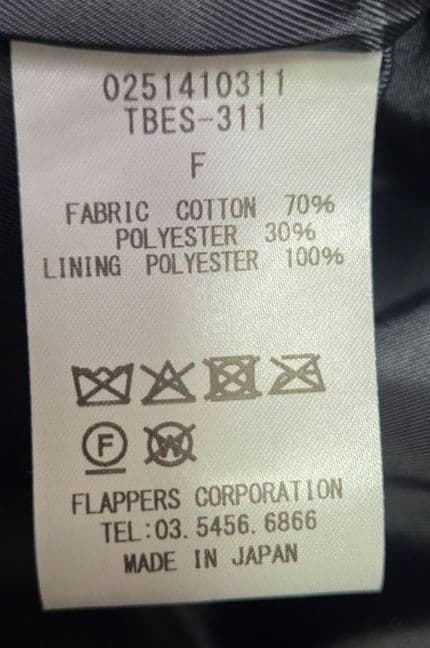 0251410311
TBES-311
F
FABRIC COTTON 70%
POLYESTER 30%
LINING POLYESTER 100%
F W
FLAPPERS CORPORATION
TEL:03. 5456. 6866
MADE IN JAPAN